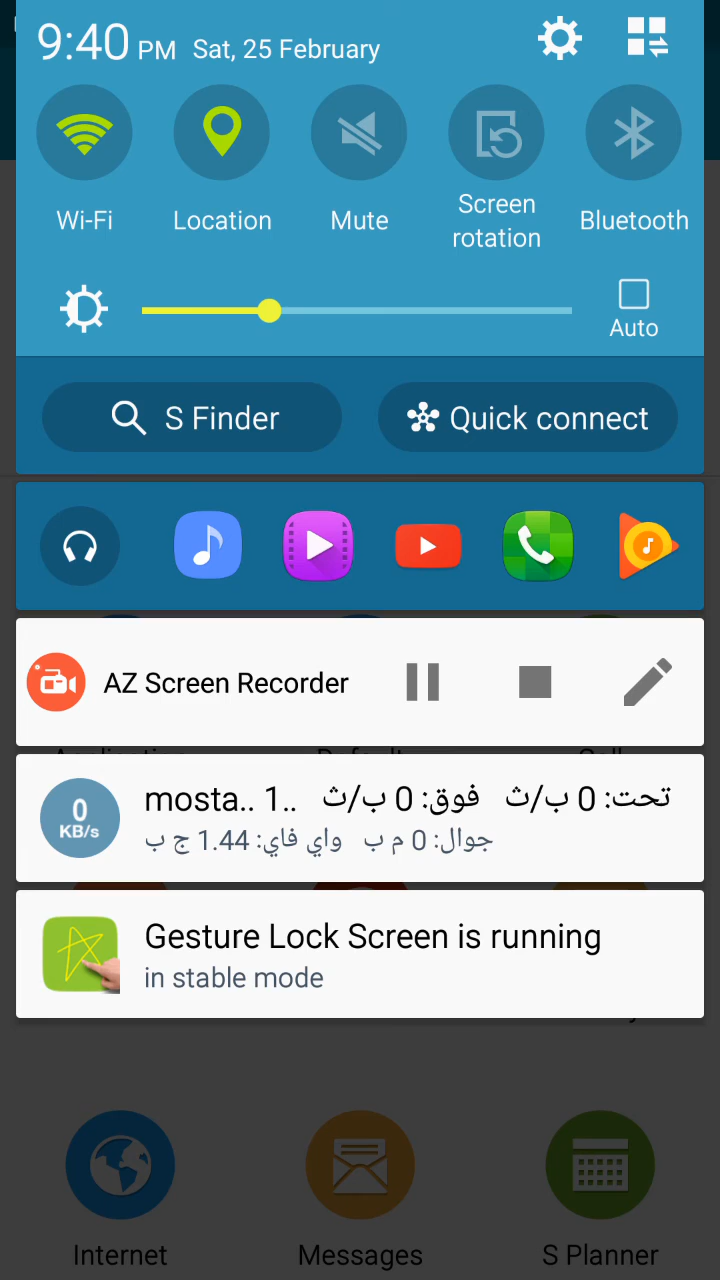 9:40 PM Sat, 25 February
Wi-Fi
Location
Mute
Screen
rotation
Bluetooth
Auto
S Finder
Quick connect
AZ Screen Recorder
0
KB/s
mosta.. 1.. تحت: 0 ب/ث فوق: 0 ب/ث
جوال: 0 م ب واي فاي: 1.44 ج ب
Gesture Lock Screen is running
in stable mode
Internet
Messages
S Planner